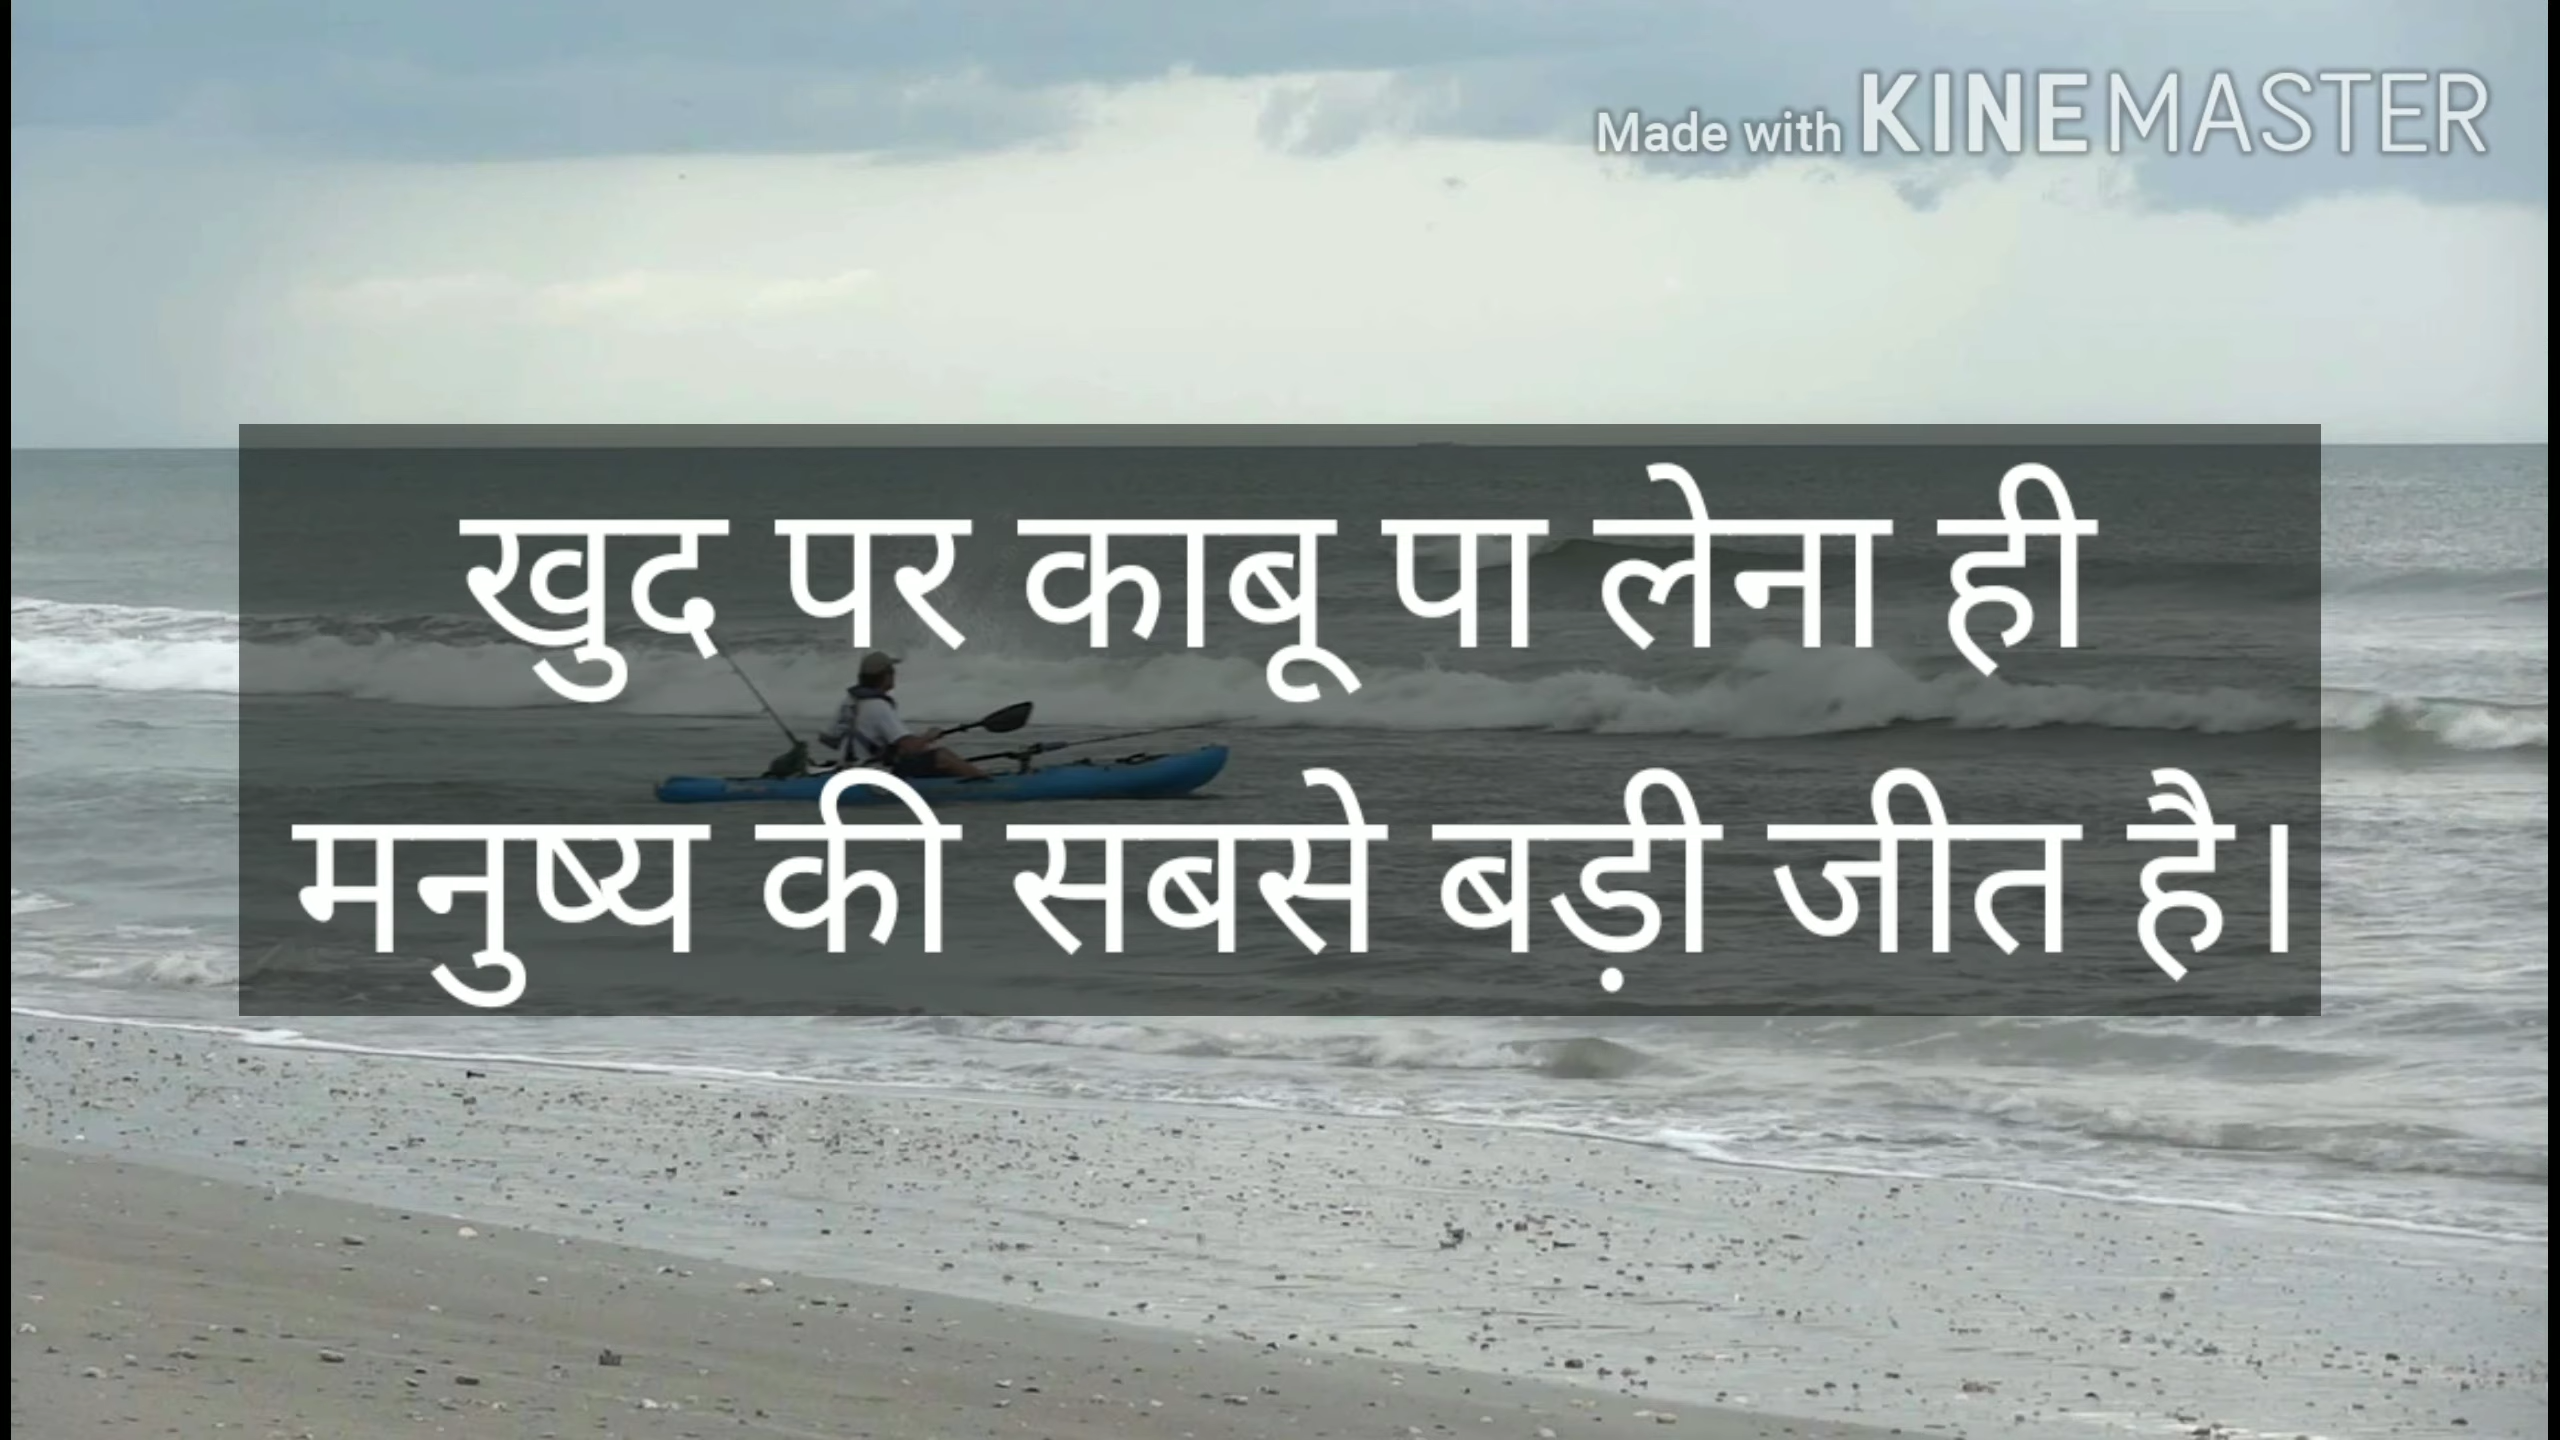 Made with KINEMASTER
खुद पर काबू पा लेना ही
मनुष्य की सबसे बड़ी जीत है।